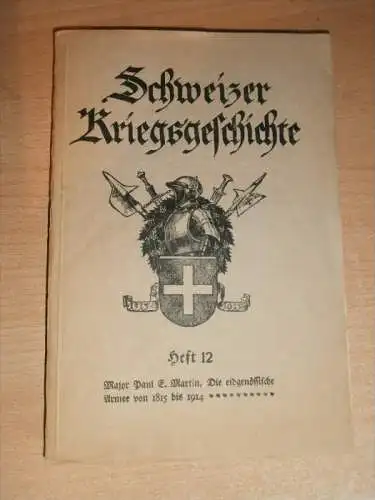 Schweizer
Kriegsgeschichte
Heft 12
Major Paul E. Martin, Die eidgenössische
Armee von 1815 bis 1914